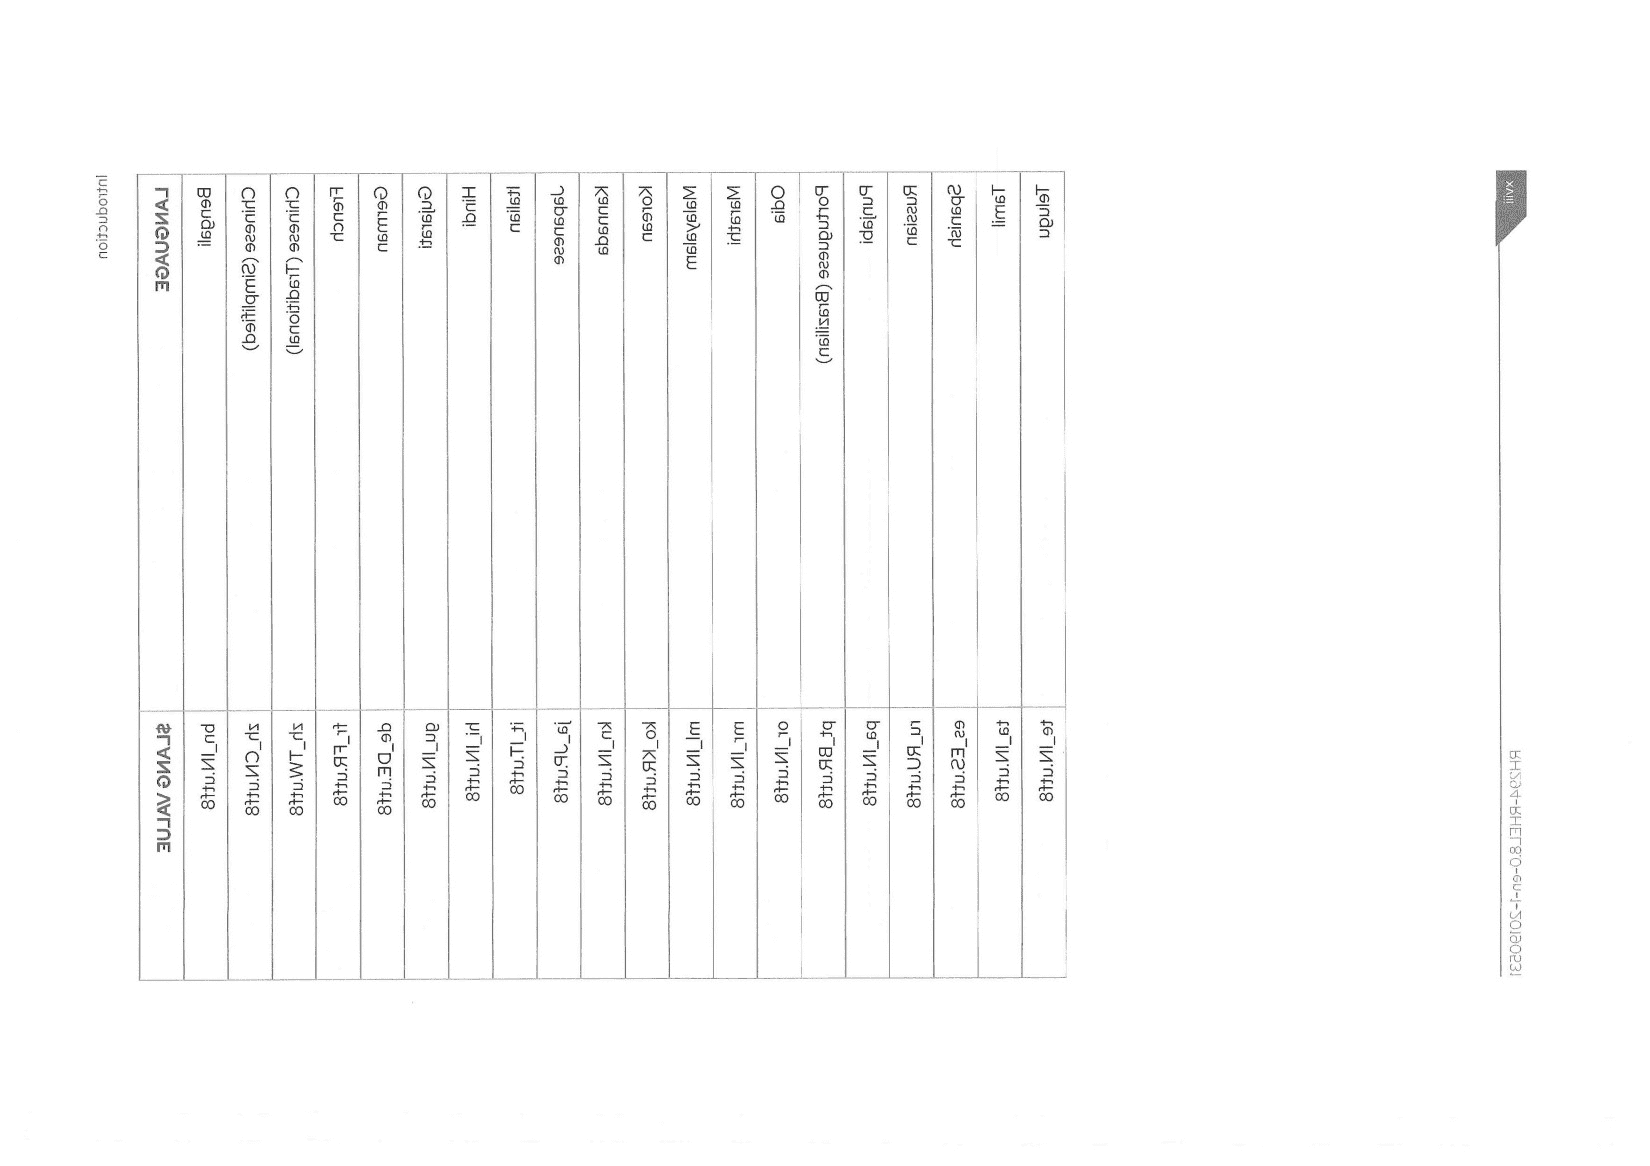 Introduction
LANGUAGE $LANG VALUE
Bengali bn_IN.utf8
Chinese (Simplified) zh_CN.utf8
Chinese (Traditional) zh_TW.utf8
French fr_FR.utf8
German de_DE.utf8
Gujarati gu_IN.utf8
Hindi hi_IN.utf8
Italian it_IT.utf8
Japanese ja_JP.utf8
Kannada kn_IN.utf8
Korean ko_KR.utf8
Malayalam ml_IN.utf8
Marathi mr_IN.utf8
Odia or_IN.utf8
Portuguese (Brazilian) pt_BR.utf8
Punjabi pa_IN.utf8
Russian ru_RU.utf8
Spanish es_ES.utf8
Tamil ta_IN.utf8
Telugu te_IN.utf8
xviii RH294-RHEL8.0-en-1-20190531